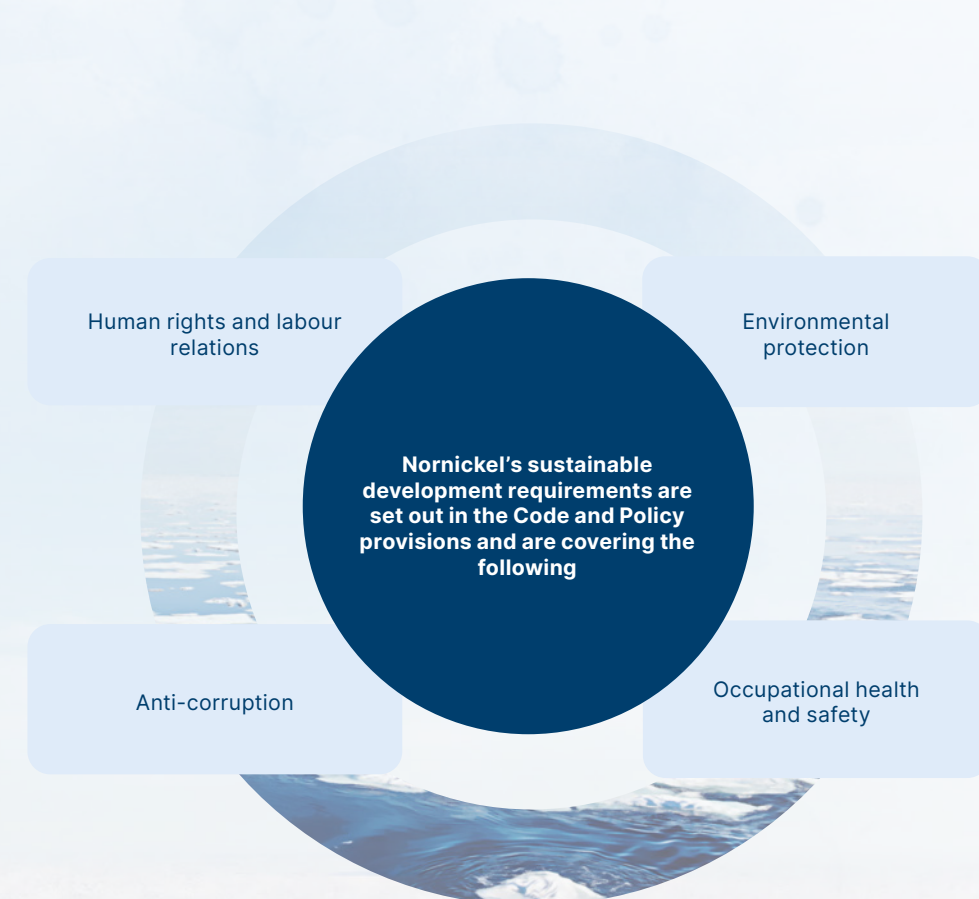 Human rights and labour
relations
Environmental
protection
Nornickel’s sustainable
development requirements are
set out in the Code and Policy
provisions and are covering the
following
Anti-corruption
Occupational health
and safety